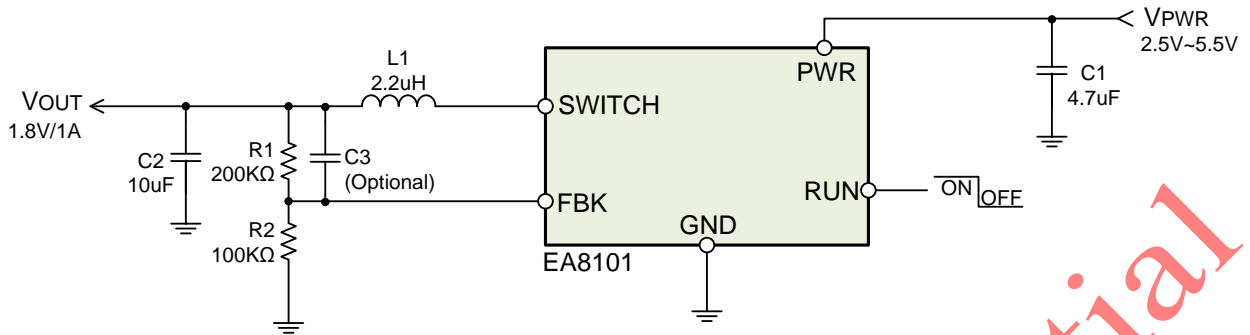 VPWR
2.5V~5.5V
PWR
C1
4.7uF
L1
2.2uH
VOUT
1.8V/1A
SWITCH
C2
10uF
R1
200KΩ
C3
(Optional)
FBK
RUN
ON
OFF
R2
100KΩ
GND
EA8101
tial